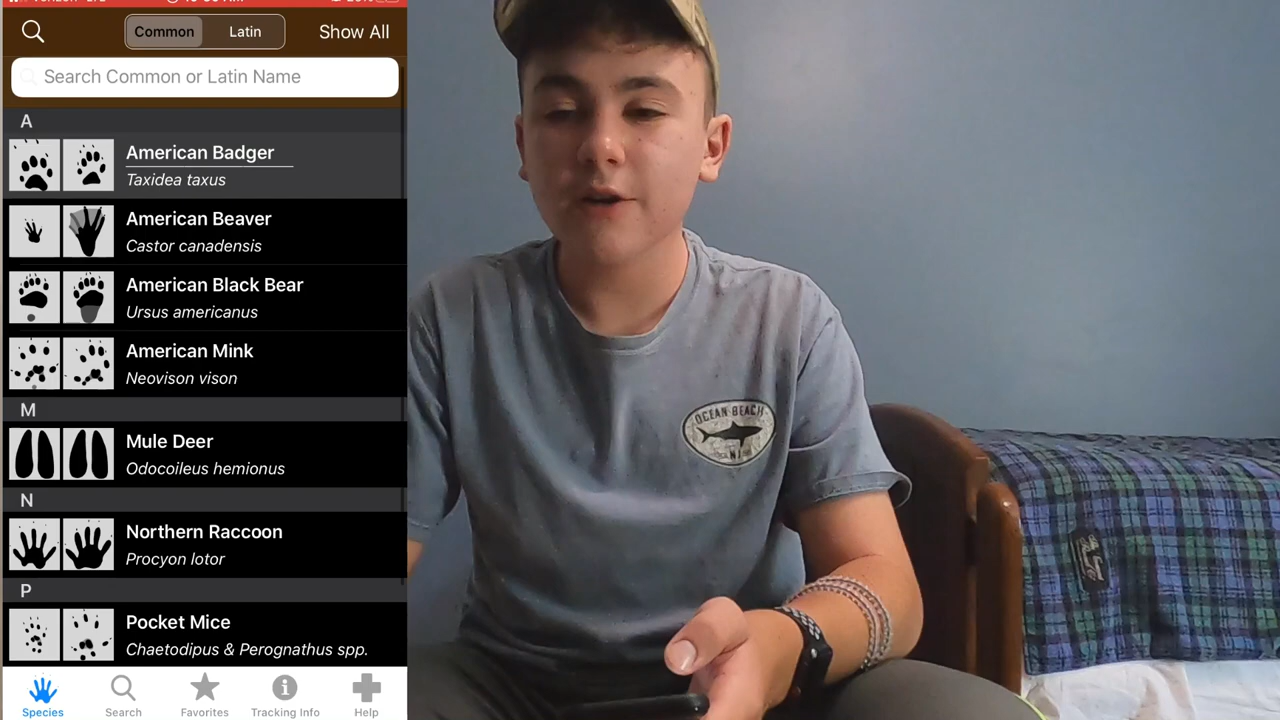 Common
Latin
Show All
Search Common or Latin Name
A
American Badger
Taxidea taxus
American Beaver
Castor canadensis
American Black Bear
Ursus americanus
American Mink
Neovison vison
M
Mule Deer
Odocoileus hemionus
N
Northern Raccoon
Procyon lotor
P
Pocket Mice
Chaetodipus & Perognathus spp.
Species
Search
Favorites
Tracking Info
Help
OCEAN BEACH